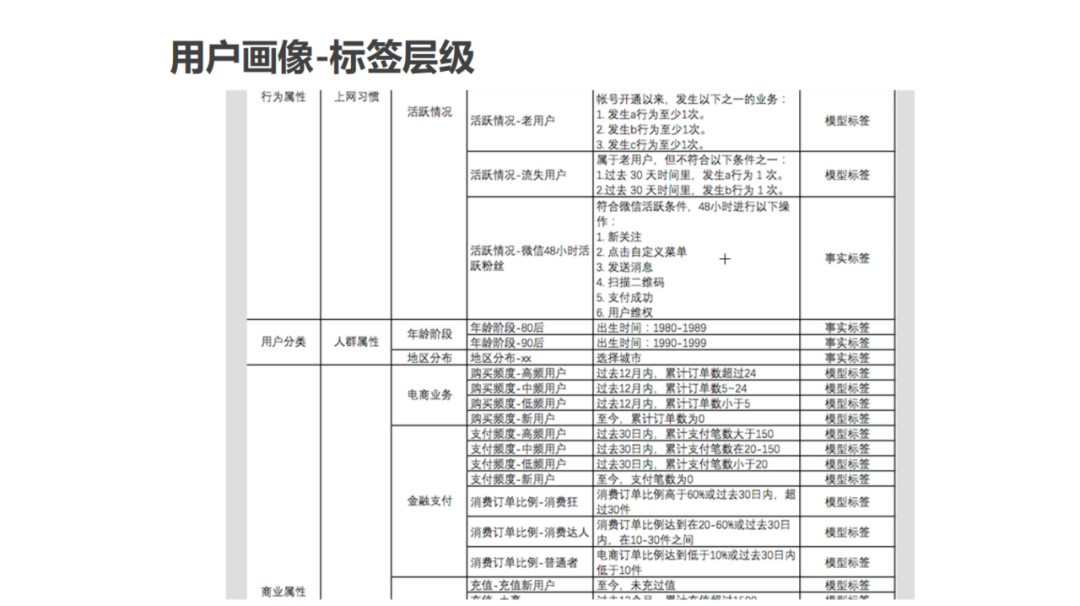 用户画像-标签层级
行为属性
上网习惯
活跃情况
活跃情况-老用户
帐号开通以来，发生以下之一的业务：
1. 发生a行为至少1次。
2. 发生b行为至少1次。
3. 发生c行为至少1次。
模型标签
活跃情况-流失用户
属于老用户，但不符合以下条件之一：
1.过去 30 天时间里，发生a行为 1 次。
2.过去 30 天时间里，发生b行为 1 次。
模型标签
活跃情况-微信48小时活
跃粉丝
符合微信活跃条件，48小时进行以下操
作：
1. 新关注
2. 点击自定义菜单
3. 发送消息
4. 扫描二维码
5. 支付成功
6. 用户维权
事实标签
用户分类
人群属性
年龄阶段
年龄阶段-80后
出生时间：1980-1989
事实标签
年龄阶段-90后
出生时间：1990-1999
事实标签
地区分布
地区分布-xx
选择城市
事实标签
商业属性
电商业务
购买频度-高频用户
过去12月内，累计订单数超过24
模型标签
购买频度-中频用户
过去12月内，累计订单数5~24
模型标签
购买频度-低频用户
过去12月内，累计订单数小于5
模型标签
购买频度-新用户
至今，累计订单数为0
模型标签
金融支付
支付频度-高频用户
过去30日内，累计支付笔数大于150
模型标签
支付频度-中频用户
过去30日内，累计支付笔数在20-150
模型标签
支付频度-低频用户
过去30日内，累计支付笔数小于20
模型标签
支付频度-新用户
至今，支付笔数为0
模型标签
消费订单比例-消费狂
消费订单比例高于60%或过去30日内，超
过30件
模型标签
消费订单比例-消费达人
消费订单比例达到在20-60%或过去30日
内，在10-30件之间
模型标签
消费订单比例-普通者
电商订单比例达到低于10%或过去30日内
低于10件
模型标签
充值-充值新用户
至今，未充过值
模型标签